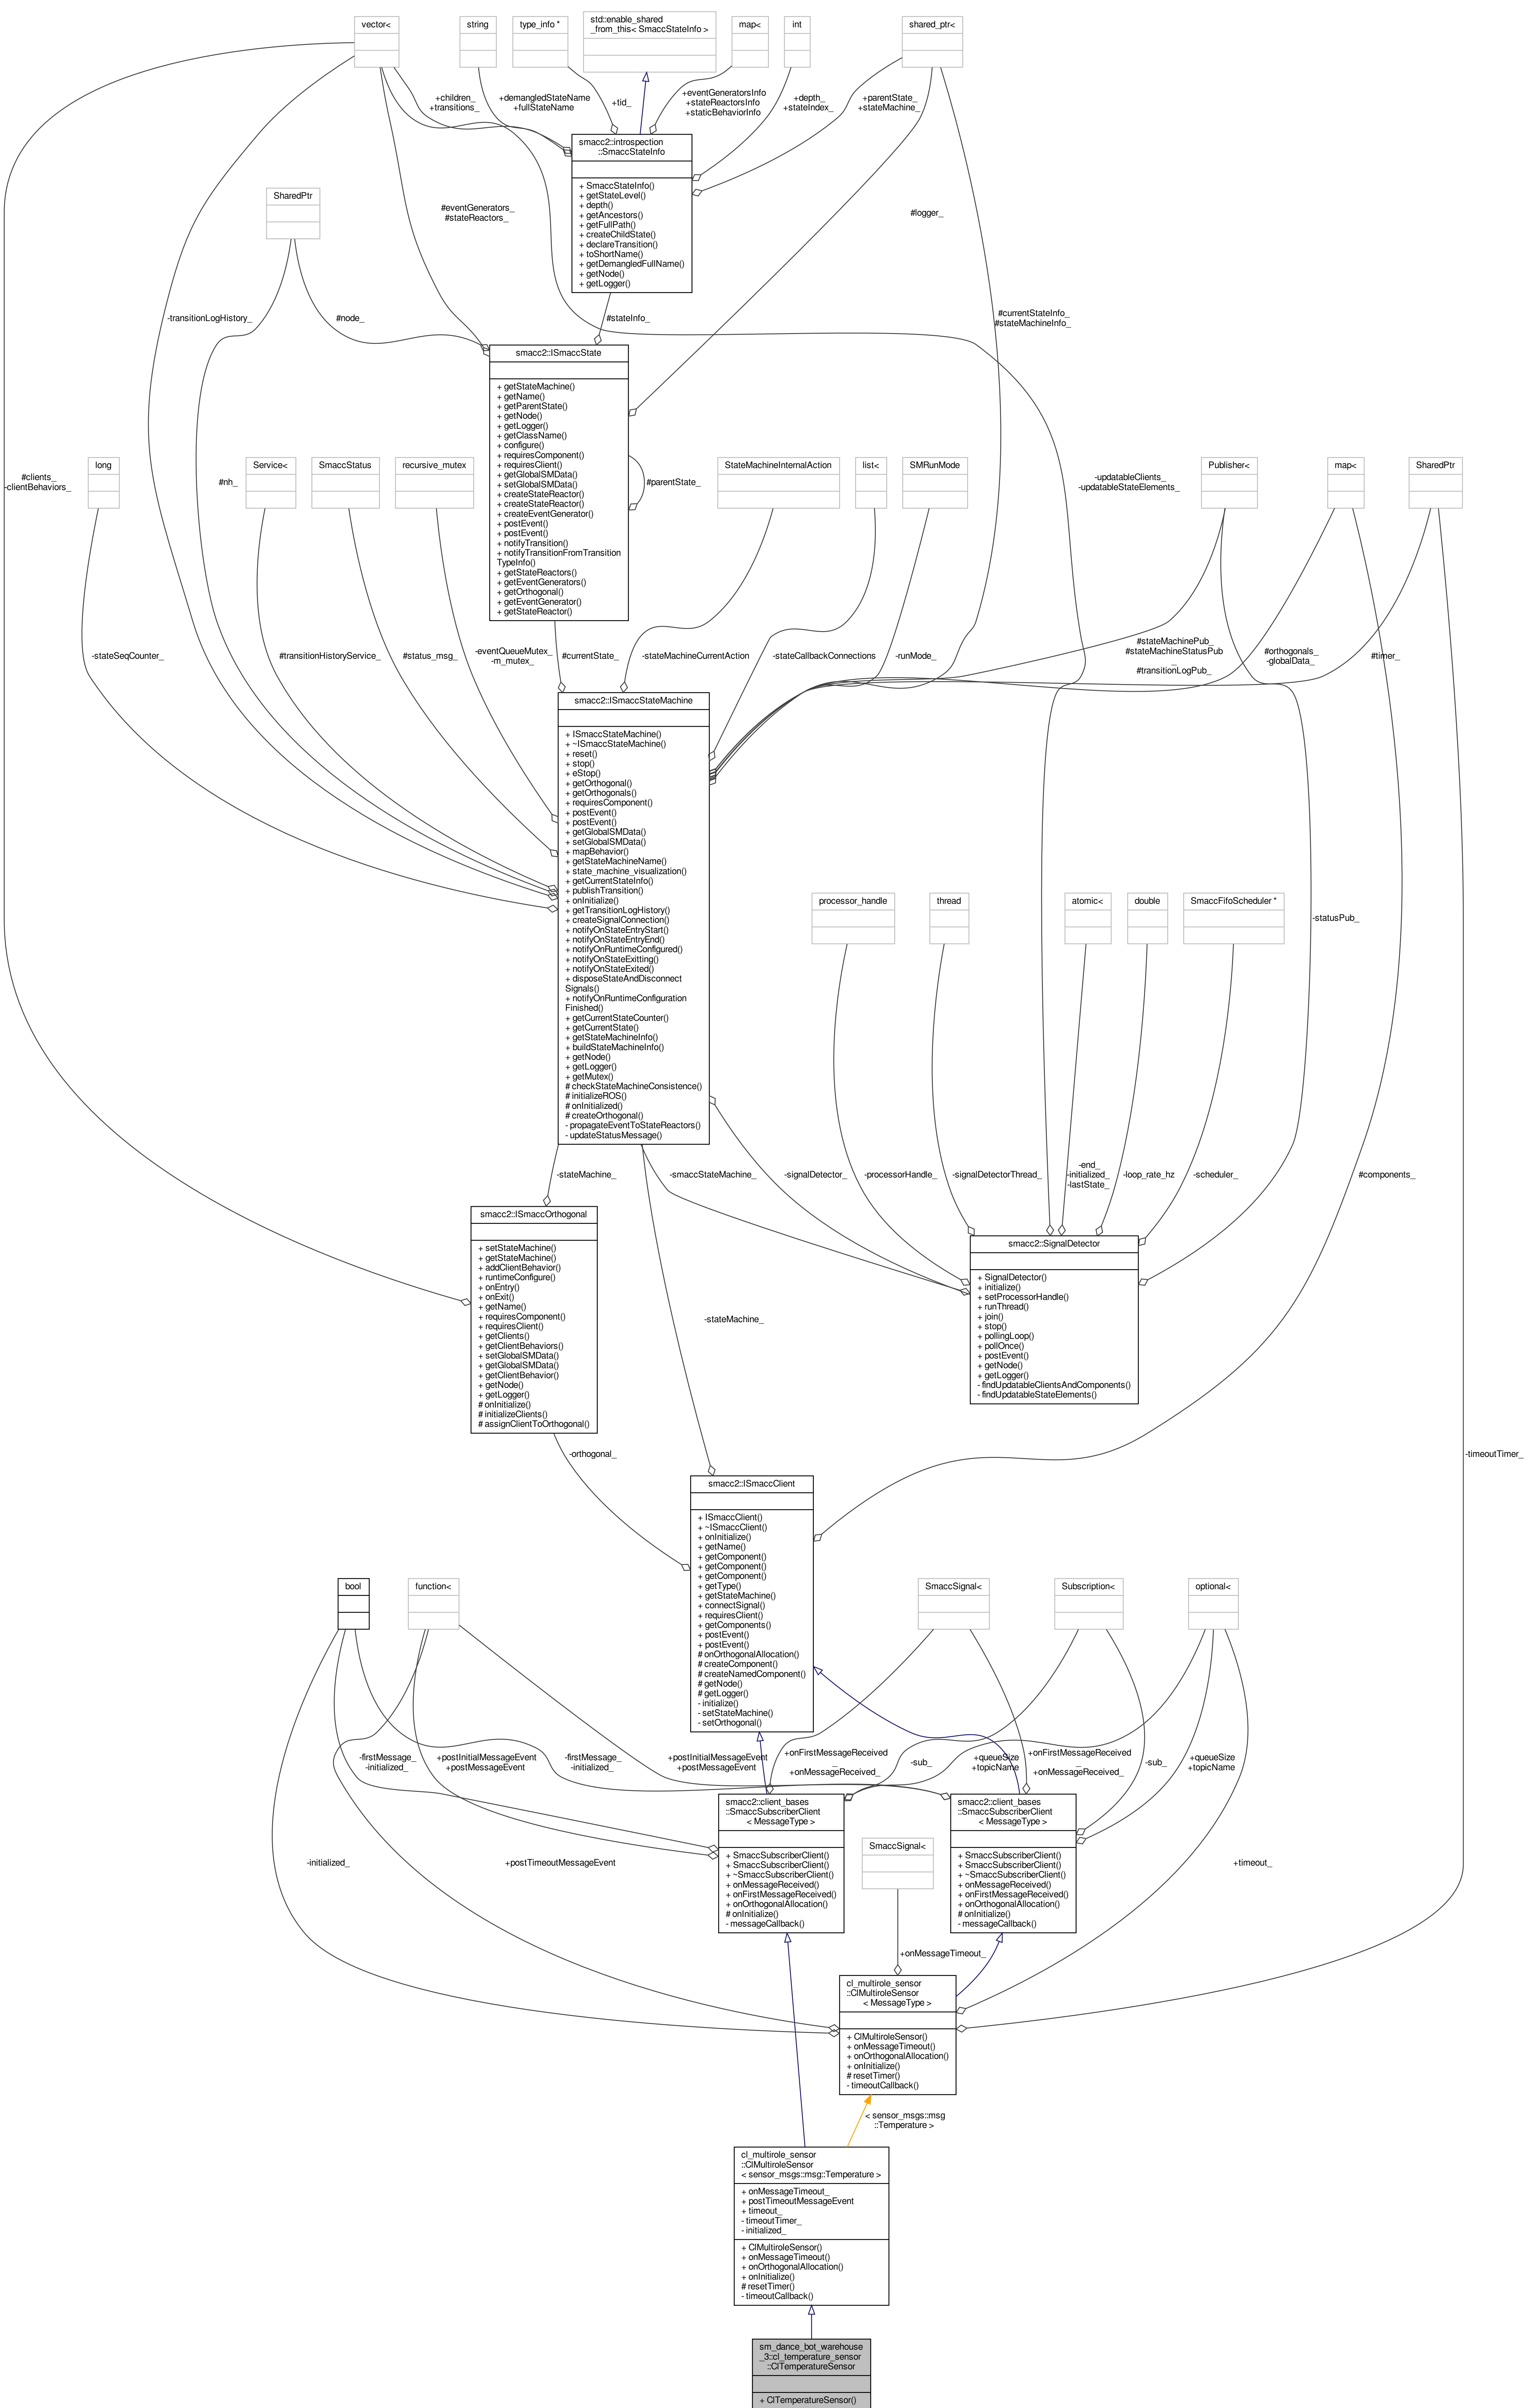 vector<
string
type_info *
std::enable_shared
_from_this< SmaccStateInfo >
map<
int
shared_ptr<
+children_
+transitions_
+demangledStateName
+fullStateName
+tid_
+eventGeneratorsInfo
+stateReactorsInfo
+staticBehaviorInfo
+depth_
+stateIndex_
+parentState_
+stateMachine_
smacc2::introspection
::SmaccStateInfo
+ SmaccStateInfo()
+ getStateLevel()
+ depth()
+ getAncestors()
+ getFullPath()
+ createChildState()
+ declareTransition()
+ toShortName()
+ getDemangledFullName()
+ getNode()
+ getLogger()
SharedPtr
#eventGenerators_
#stateReactors_
#logger_
-transitionLogHistory_
#node_
#stateInfo_
#currentStateInfo_
#stateMachineInfo_
smacc2::ISmaccState
+ getStateMachine()
+ getName()
+ getParentState()
+ getNode()
+ getLogger()
+ getClassName()
+ configure()
+ requiresComponent()
+ requiresClient()
+ getGlobalSMData()
+ setGlobalSMData()
+ createStateReactor()
+ createStateReactor()
+ createEventGenerator()
+ postEvent()
+ postEvent()
+ notifyTransition()
+ notifyTransitionFromTransition
TypeInfo()
+ getStateReactors()
+ getEventGenerators()
+ getOrthogonal()
+ getEventGenerator()
+ getStateReactor()
#parentState_
#clients_
-clientBehaviors_
long
#nh_
Service<
SmaccStatus
recursive_mutex
StateMachineInternalAction
list<
SMRunMode
-updatableClients_
-updatableStateElements_
Publisher<
map<
SharedPtr
-stateSeqCounter_
#transitionHistoryService_
#status_msg_
-eventQueueMutex_
-m_mutex_
#currentState_
-stateMachineCurrentAction
-stateCallbackConnections
-runMode_
#stateMachinePub_
#stateMachineStatusPub
_
#transitionLogPub_
#orthogonals_
-globalData_
#timer_
smacc2::ISmaccStateMachine
+ ISmaccStateMachine()
+ ~ISmaccStateMachine()
+ reset()
+ stop()
+ eStop()
+ getOrthogonal()
+ getOrthogonals()
+ requiresComponent()
+ postEvent()
+ postEvent()
+ getGlobalSMData()
+ setGlobalSMData()
+ mapBehavior()
+ getStateMachineName()
+ state_machine_visualization()
+ getCurrentStateInfo()
+ publishTransition()
+ onInitialize()
+ getTransitionLogHistory()
+ createSignalConnection()
+ notifyOnStateEntryStart()
+ notifyOnStateEntryEnd()
+ notifyOnRuntimeConfigured()
+ notifyOnStateExitting()
+ notifyOnStateExited()
+ disposeStateAndDisconnect
Signals()
+ notifyOnRuntimeConfiguration
Finished()
+ getCurrentStateCounter()
+ getCurrentState()
+ getStateMachineInfo()
+ buildStateMachineInfo()
+ getNode()
+ getLogger()
+ getMutex()
# checkStateMachineConsistence()
# initializeROS()
# onInitialized()
# createOrthogonal()
- propagateEventToStateReactors()
- updateStatusMessage()
processor_handle
thread
atomic<
double
SmaccFifoScheduler *
-statusPub_
-stateMachine_
-smaccStateMachine_
-signalDetector_
-processorHandle_
-signalDetectorThread_
-end_
-initialized_
-lastState_
-loop_rate_hz
-scheduler_
#components_
smacc2::ISmaccOrthogonal
+ setStateMachine()
+ getStateMachine()
+ addClientBehavior()
+ runtimeConfigure()
+ onEntry()
+ onExit()
+ getName()
+ requiresComponent()
+ requiresClient()
+ getClients()
+ getClientBehaviors()
+ setGlobalSMData()
+ getGlobalSMData()
+ getClientBehavior()
+ getNode()
+ getLogger()
# onInitialize()
# initializeClients()
# assignClientToOrthogonal()
smacc2::SignalDetector
+ SignalDetector()
+ initialize()
+ setProcessorHandle()
+ runThread()
+ join()
+ stop()
+ pollingLoop()
+ pollOnce()
+ postEvent()
+ getNode()
+ getLogger()
- findUpdatableClientsAndComponents()
- findUpdatableStateElements()
-stateMachine_
-orthogonal_
-timeoutTimer_
smacc2::ISmaccClient
+ ISmaccClient()
+ ~ISmaccClient()
+ onInitialize()
+ getName()
+ getComponent()
+ getComponent()
+ getComponent()
+ getType()
+ getStateMachine()
+ connectSignal()
+ requiresClient()
+ getComponents()
+ postEvent()
+ postEvent()
# onOrthogonalAllocation()
# createComponent()
# createNamedComponent()
# getNode()
# getLogger()
- initialize()
- setStateMachine()
- setOrthogonal()
bool
function<
SmaccSignal<
Subscription<
optional<
-firstMessage_
-initialized_
+postInitialMessageEvent
+postMessageEvent
-firstMessage_
-initialized_
+postInitialMessageEvent
+postMessageEvent
+onFirstMessageReceived
_
+onMessageReceived_
-sub_
+queueSize
+topicName
+onFirstMessageReceived
_
+onMessageReceived_
-sub_
+queueSize
+topicName
smacc2::client_bases
::SmaccSubscriberClient
< MessageType >
+ SmaccSubscriberClient()
+ SmaccSubscriberClient()
+ ~SmaccSubscriberClient()
+ onMessageReceived()
+ onFirstMessageReceived()
+ onOrthogonalAllocation()
# onInitialize()
- messageCallback()
smacc2::client_bases
::SmaccSubscriberClient
< MessageType >
+ SmaccSubscriberClient()
+ SmaccSubscriberClient()
+ ~SmaccSubscriberClient()
+ onMessageReceived()
+ onFirstMessageReceived()
+ onOrthogonalAllocation()
# onInitialize()
- messageCallback()
SmaccSignal<
-initialized_
+postTimeoutMessageEvent
+timeout_
+onMessageTimeout_
cl_multirole_sensor
::ClMultiroleSensor
< MessageType >
+ ClMultiroleSensor()
+ onMessageTimeout()
+ onOrthogonalAllocation()
+ onInitialize()
# resetTimer()
- timeoutCallback()
< sensor_msgs::msg
::Temperature >
cl_multirole_sensor
::ClMultiroleSensor
< sensor_msgs::msg::Temperature >
+ onMessageTimeout_
+ postTimeoutMessageEvent
+ timeout_
- timeoutTimer_
- initialized_
+ ClMultiroleSensor()
+ onMessageTimeout()
+ onOrthogonalAllocation()
+ onInitialize()
# resetTimer()
- timeoutCallback()
sm_dance_bot_warehouse
_3::cl_temperature_sensor
::ClTemperatureSensor
+ ClTemperatureSensor()